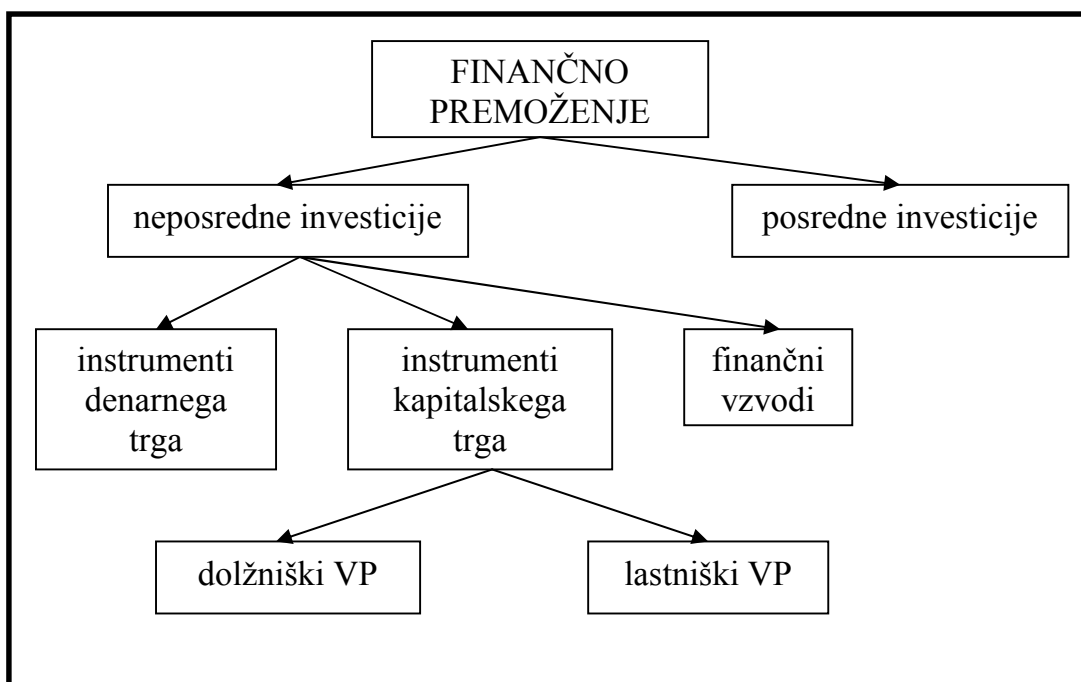 FINANČNO
PREMOŽENJE
neposredne investicije
posredne investicije
instrumenti
denarnega
trga
instrumenti
kapitalskega
trga
finančni
vzvodi
dolžniški VP
lastniški VP